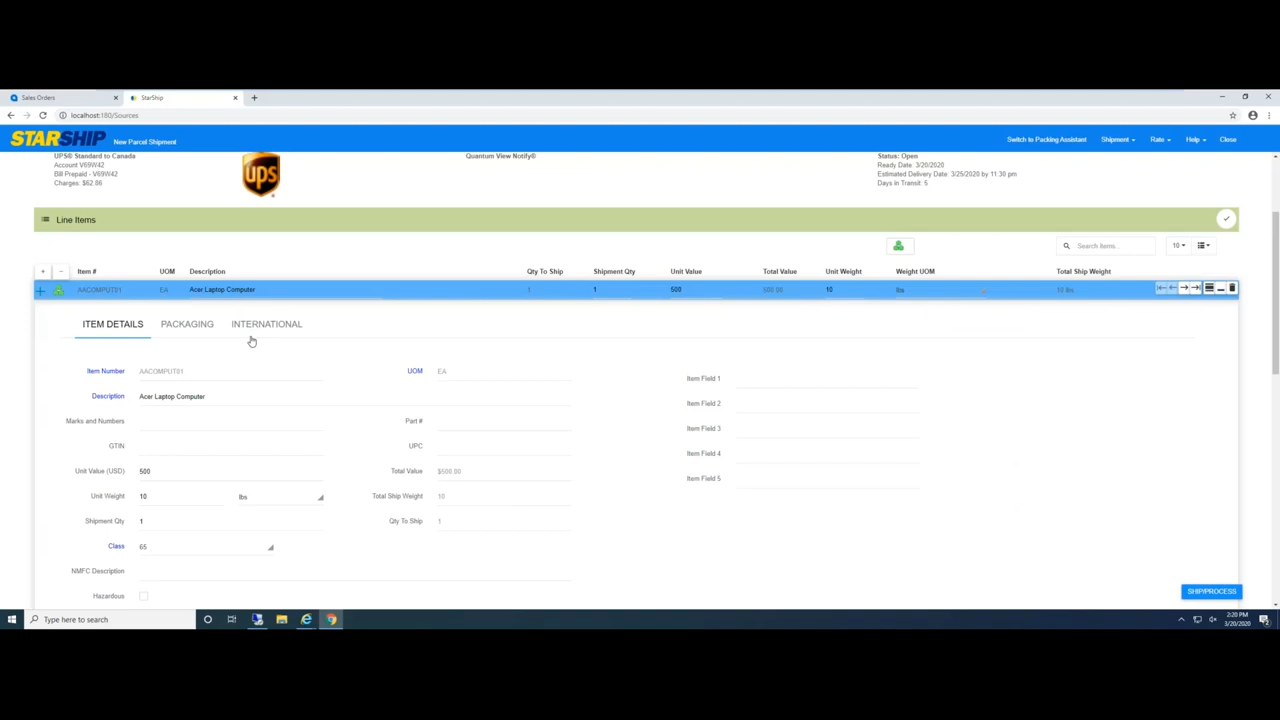 Sales Orders
StarShip
localhost:180/Sources
STARSHIP New Parcel Shipment Switch to Packing Assistant Shipment Rate Help Close
UPS® Standard to Canada Quantum View Notify® Status: Open
Account V69W42 Ready Date: 3/20/2020
Bill Prepaid - V69W42 Estimated Delivery Date: 3/25/2020 by 11:30 pm
Charges: $62.86 Days in Transit: 5
ups
Line Items
Search Items... 10
+ − Item # UOM Description Qty To Ship Shipment Qty Unit Value Total Value Unit Weight Weight UOM Total Ship Weight
AACOMPUT01 EA Acer Laptop Computer 1 1 500 500.00 10 lbs 10 lbs
ITEM DETAILS PACKAGING INTERNATIONAL
Item Number AACOMPUT01 UOM EA Item Field 1
Description Acer Laptop Computer Item Field 2
Marks and Numbers Part # Item Field 3
GTIN UPC Item Field 4
Unit Value (USD) 500 Total Value $500.00 Item Field 5
Unit Weight 10 lbs Total Ship Weight 10
Shipment Qty 1 Qty To Ship 1
Class 65
NMFC Description
Hazardous
SHIP/PROCESS
Type here to search
2:20 PM
3/20/2020